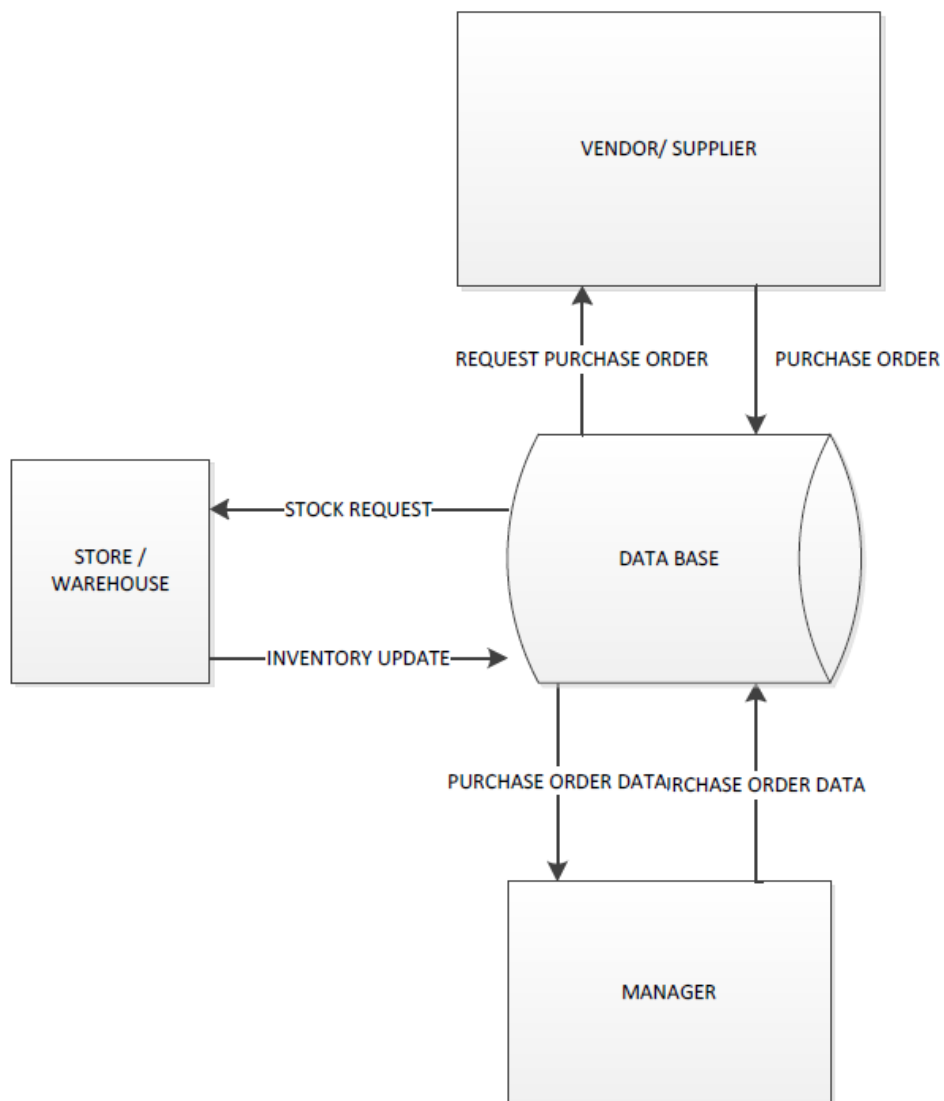 VENDOR/ SUPPLIER
REQUEST PURCHASE ORDER
PURCHASE ORDER
STOCK REQUEST
STORE /
WAREHOUSE
DATA BASE
INVENTORY UPDATE
PURCHASE ORDER DATA
IRCHASE ORDER DATA
MANAGER